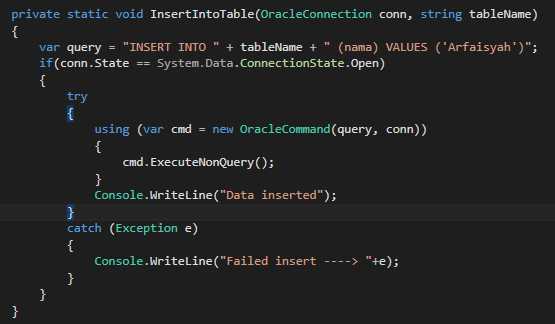 private static void InsertIntoTable(OracleConnection conn, string tableName)
{
    var query = "INSERT INTO " + tableName + " (nama) VALUES ('Arfaisyah')";
    if(conn.State == System.Data.ConnectionState.Open)
    {
        try
        {
            using (var cmd = new OracleCommand(query, conn))
            {
                cmd.ExecuteNonQuery();
            }
            Console.WriteLine("Data inserted");
        }
        catch (Exception e)
        {
            Console.WriteLine("Failed insert ----> "+e);
        }
    }
}